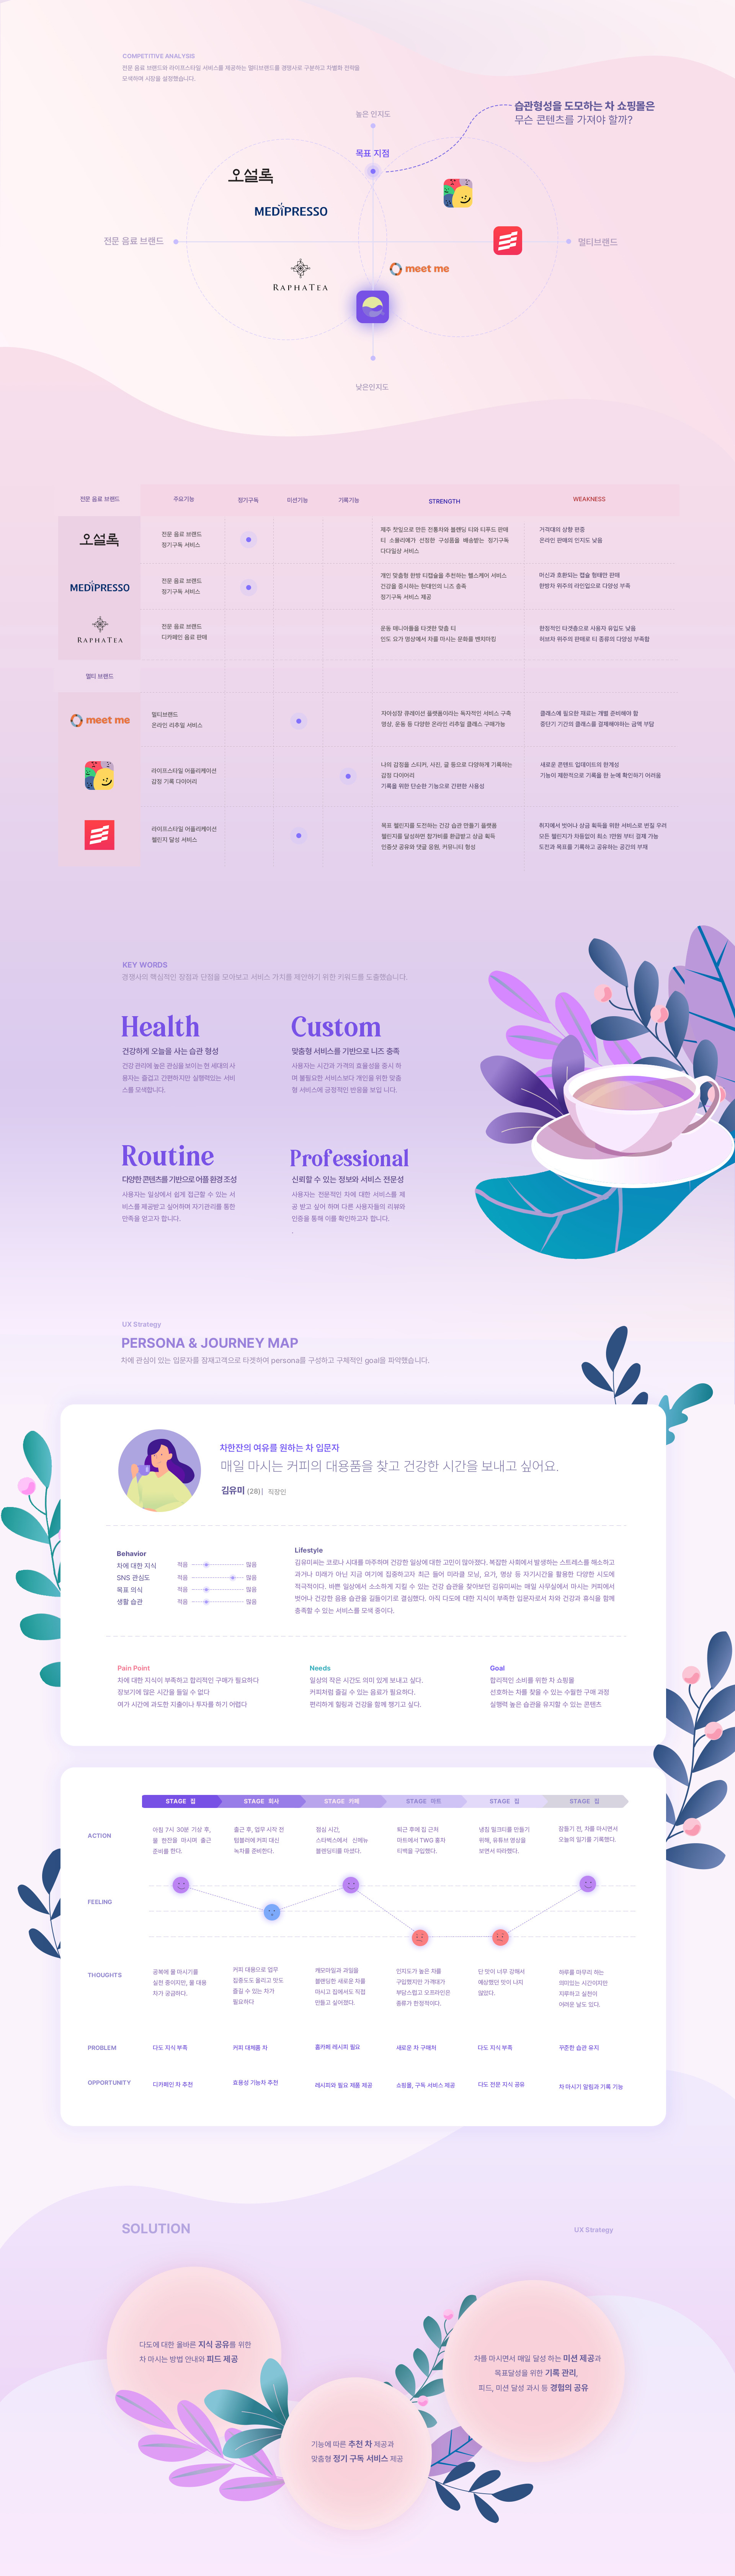 COMPETITIVE ANALYSIS
전문 음료 브랜드와 라이프스타일 서비스를 제공하는 멀티브랜드를 경쟁사로 구분하고 차별화 전략을
모색하며 시장을 설정했습니다.
높은 인지도
습관형성을 도모하는 차 쇼핑몰은
무슨 콘텐츠를 가져야 할까?
목표 지점
오설록
MEDiPRESSO
전문 음료 브랜드
멀티브랜드
meet me
RAPHATEA
낮은인지도
전문 음료 브랜드
주요기능
정기구독
미션기능
기록기능
STRENGTH
WEAKNESS
오설록
전문 음료 브랜드
정기구독 서비스
제주 찻잎으로 만든 전통차와 블렌딩 티와 티푸드 판매
티 소믈리에가 선정한 구성품을 배송받는 정기구독
다다일상 서비스
거격대의 상향 판중
온라인 판매의 인지도 낮음
MEDiPRESSO
전문 음료 브랜드
정기구독 서비스
개인 맞춤형 한방 티캡슐을 추천하는 헬스케어 서비스
건강을 중시하는 현대인의 니즈 충족
정기구독 서비스 제공
머신과 호환되는 캡슐 형태만 판매
한방차 위주의 라인업으로 다양성 부족
RAPHATEA
전문 음료 브랜드
디카페인 음료 판매
운동 매니아들을 타겟한 맞춤 티
인도 요가 명상에서 차를 마시는 문화를 벤치마킹
한정적인 타겟층으로 사용자 유입도 낮음
허브차 위주의 판매로 티 종류의 다양성 부족함
멀티 브랜드
meet me
멀티브랜드
온라인 리추얼 서비스
자아성장 큐레이션 플랫폼이라는 독자적인 서비스 구축
명상, 운동 등 다양한 온라인 리추얼 클래스 구매가능
클래스에 필요한 재료는 개별 준비해야 함
중단기 기간의 클래스를 결제해야하는 금액 부담
라이프스타일 어플리케이션
감정 기록 다이어리
나의 감정을 스티커, 사진, 글 등으로 다양하게 기록하는
감정 다이어리
기록을 위한 단순한 기능으로 간편한 사용성
새로운 콘텐트 업데이트의 한계성
기능이 제한적으로 기록을 한 눈에 확인하기 어려움
라이프스타일 어플리케이션
챌린지 달성 서비스
목표 챌린지를 도전하는 건강 습관 만들기 플랫폼
챌린지를 달성하면 참가비를 환급받고 상금 획득
인증샷 공유와 댓글 응원, 커뮤니티 형성
취지에서 벗어나 상금 획득을 위한 서비스로 변질 우려
모든 챌린지가 자동없이 최소 1만원 부터 결제 가능
도전과 목표를 기록하고 공유하는 공간의 부재
KEY WORDS
경쟁사의 핵심적인 장점과 단점을 모아보고 서비스 가치를 제안하기 위한 키워드를 도출했습니다.
Health
건강하게 오늘을 사는 습관 형성
건강 관리에 높은 관심을 보이는 현 세대의 사
용자는 즐겁고 간편하지만 실행력있는 서비
스를 모색합니다.
Custom
맞춤형 서비스를 기반으로 니즈 충족
사용자는 시간과 가격의 효율성을 중시 하
며 불필요한 서비스보다 개인을 위한 맞춤
형 서비스에 긍정적인 반응을 보입 니다.
Routine
다양한 콘텐츠를 기반으로 어플 환경 조성
사용자는 일상에서 쉽게 접근할 수 있는 서
비스를 제공받고 싶어하며 자기관리를 통한
만족을 얻고자 합니다.
Professional
신뢰할 수 있는 정보와 서비스 전문성
사용자는 전문적인 차에 대한 서비스를 제
공 받고 싶어 하며 다른 사용자들의 리뷰와
인증을 통해 이를 확인하고자 합니다.
.
UX Strategy
PERSONA & JOURNEY MAP
차에 관심이 있는 입문자를 잠재고객으로 타겟하여 persona를 구성하고 구체적인 goal을 파악했습니다.
차한잔의 여유를 원하는 차 입문자
매일 마시는 커피의 대용품을 찾고 건강한 시간을 보내고 싶어요.
김유미 (28) | 직장인
Behavior
차에 대한 지식 적음 많음
SNS 관심도 적음 많음
목표 의식 적음 많음
생활 습관 적음 많음
Lifestyle
김유미씨는 코로나 시대를 마주하며 건강한 일상에 대한 고민이 많아졌다. 복잡한 사회에서 발생하는 스트레스를 해소하고
과거나 미래가 아닌 지금 여기에 집중하고자 최근 들어 미라클 모닝, 요가, 명상 등 자기시간을 활용한 다양한 시도에
적극적이다. 바쁜 일상에서 소소하게 지킬 수 있는 건강 습관을 찾아보던 김유미씨는 매일 사무실에서 마시는 커피에서
벗어나 건강한 음용 습관을 길들이기로 결심했다. 아직 다도에 대한 지식이 부족한 입문자로서 차와 건강과 휴식을 함께
충족할 수 있는 서비스를 모색 중이다.
Pain Point
차에 대한 지식이 부족하고 합리적인 구매가 필요하다
장보기에 많은 시간을 들일 수 없다
여가 시간에 과도한 지출이나 투자를 하기 어렵다
Needs
일상의 작은 시간도 의미 있게 보내고 싶다.
커피처럼 즐길 수 있는 음료가 필요하다.
편리하게 힐링과 건강을 함께 챙기고 싶다.
Goal
합리적인 소비를 위한 차 쇼핑몰
선호하는 차를 찾을 수 있는 수월한 구매 과정
실행력 높은 습관을 유지할 수 있는 콘텐츠
STAGE 집
STAGE 회사
STAGE 카페
STAGE 마트
STAGE 집
STAGE 집
ACTION
아침 7시 30분 기상 후,
물 한잔을 마시며 출근
준비를 한다.
출근 후, 업무 시작 전
텀블러에 커피 대신
녹차를 준비한다.
점심 시간,
스타벅스에서 신메뉴
블렌딩티를 마셨다.
퇴근 후에 집 근처
마트에서 TWG 홍차
티백을 구입했다.
냉침 밀크티를 만들기
위해, 유튜브 영상을
보면서 따라했다.
잠들기 전, 차를 마시면서
오늘의 일기를 기록했다.
FEELING
THOUGHTS
공복에 물 마시기를
실천 중이지만, 물 대용
차가 궁금하다.
커피 대용으로 업무
집중도도 올리고 맛도
즐길 수 있는 차가
필요하다
캐모마일과 과일을
블렌딩한 새로운 차를
마시고 집에서도 직접
만들고 싶어졌다.
인지도가 높은 차를
구입했지만 가격대가
부담스럽고 오프라인은
종류가 한정적이다.
단 맛이 너무 강해서
예상했던 맛이 나지
않았다.
하루를 마무리 하는
의미있는 시간이지만
지루하고 실천이
어려운 날도 있다.
PROBLEM
다도 지식 부족
커피 대체품 차
홈카페 레시피 필요
새로운 차 구매처
다도 지식 부족
꾸준한 습관 유지
OPPORTUNITY
디카페인 차 추천
효용성 기능차 추천
레시피와 필요 제품 제공
쇼핑몰, 구독 서비스 제공
다도 전문 지식 공유
차 마시기 알림과 기록 기능
SOLUTION
UX Strategy
다도에 대한 올바른 지식 공유를 위한
차 마시는 방법 안내와 피드 제공
차를 마시면서 매일 달성 하는 미션 제공과
목표달성을 위한 기록 관리,
피드, 미션 달성 과시 등 경험의 공유
기능에 따른 추천 차 제공과
맞춤형 정기 구독 서비스 제공